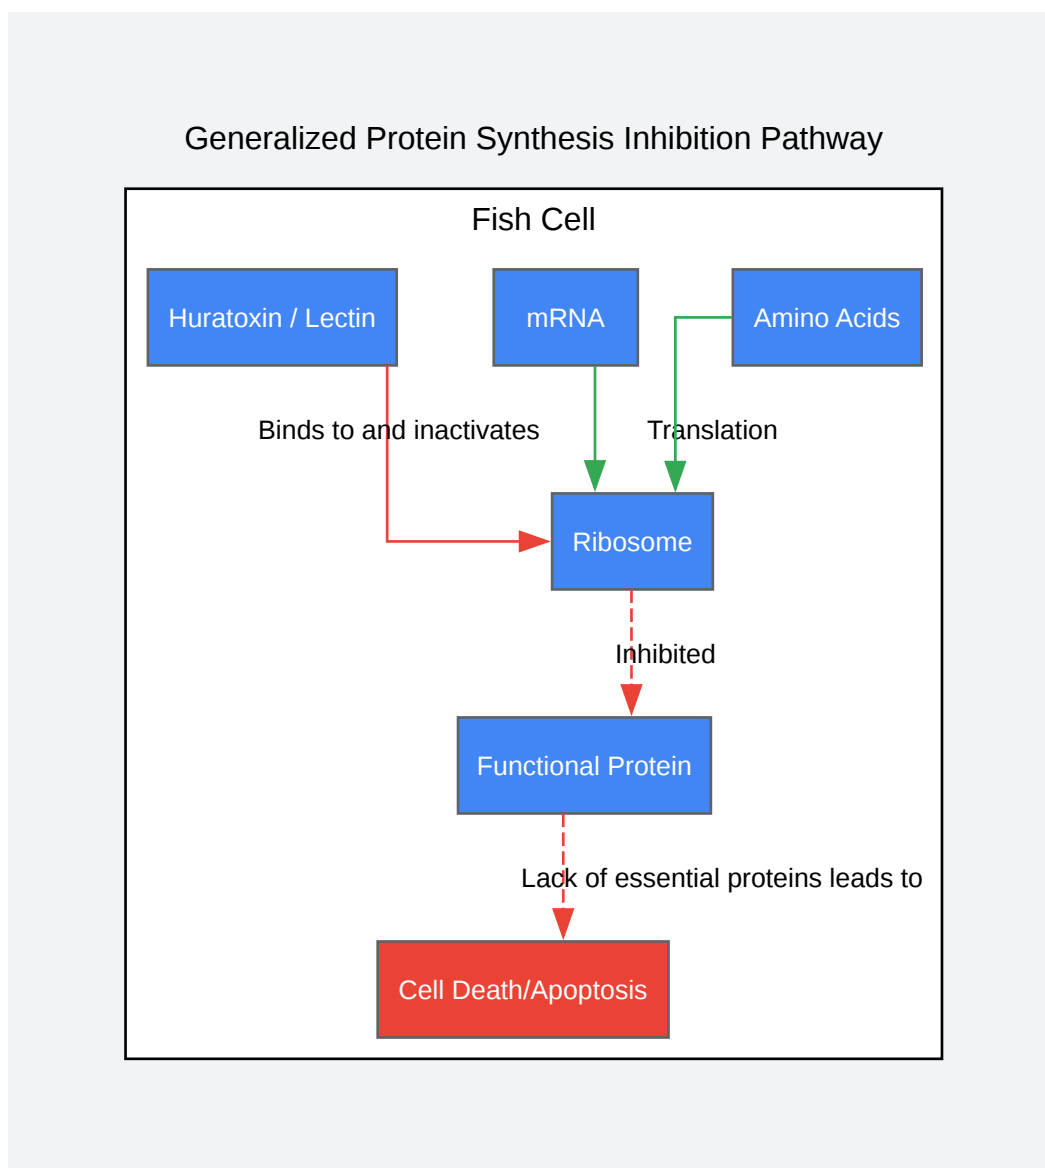 Generalized Protein Synthesis Inhibition Pathway
Fish Cell
Huratoxin / Lectin
mRNA
Amino Acids
Binds to and inactivates
Translation
Ribosome
Inhibited
Functional Protein
Lack of essential proteins leads to
Cell Death/Apoptosis